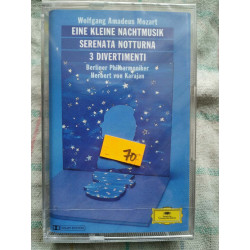 Wolfgang Amadeus Mozart
EINE KLEINE NACHTMUSIK
SERENATA NOTTURNA
3 DIVERTIMENTI
Berliner Philharmoniker
Herbert von Karajan
70